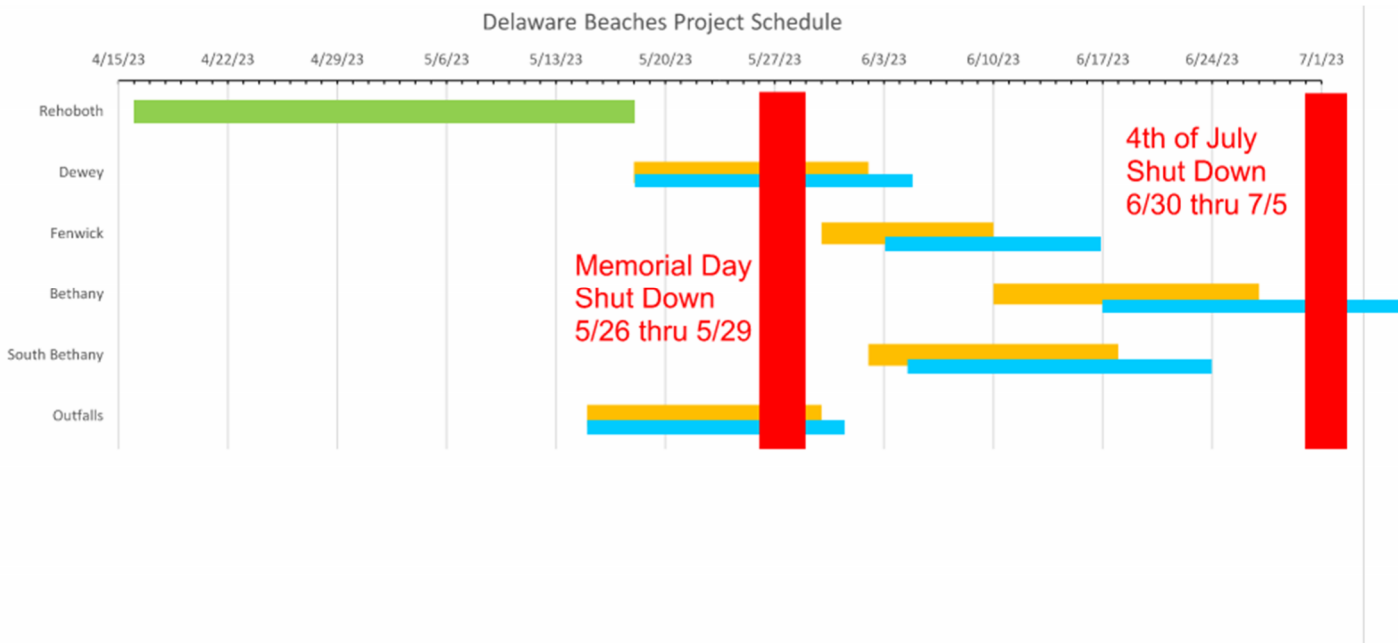 Delaware Beaches Project Schedule
4/15/23 4/22/23 4/29/23 5/6/23 5/13/23 5/20/23 5/27/23 6/3/23 6/10/23 6/17/23 6/24/23 7/1/23
Rehoboth
Dewey
Fenwick
Bethany
South Bethany
Outfalls
4th of July
Shut Down
6/30 thru 7/5
Memorial Day
Shut Down
5/26 thru 5/29